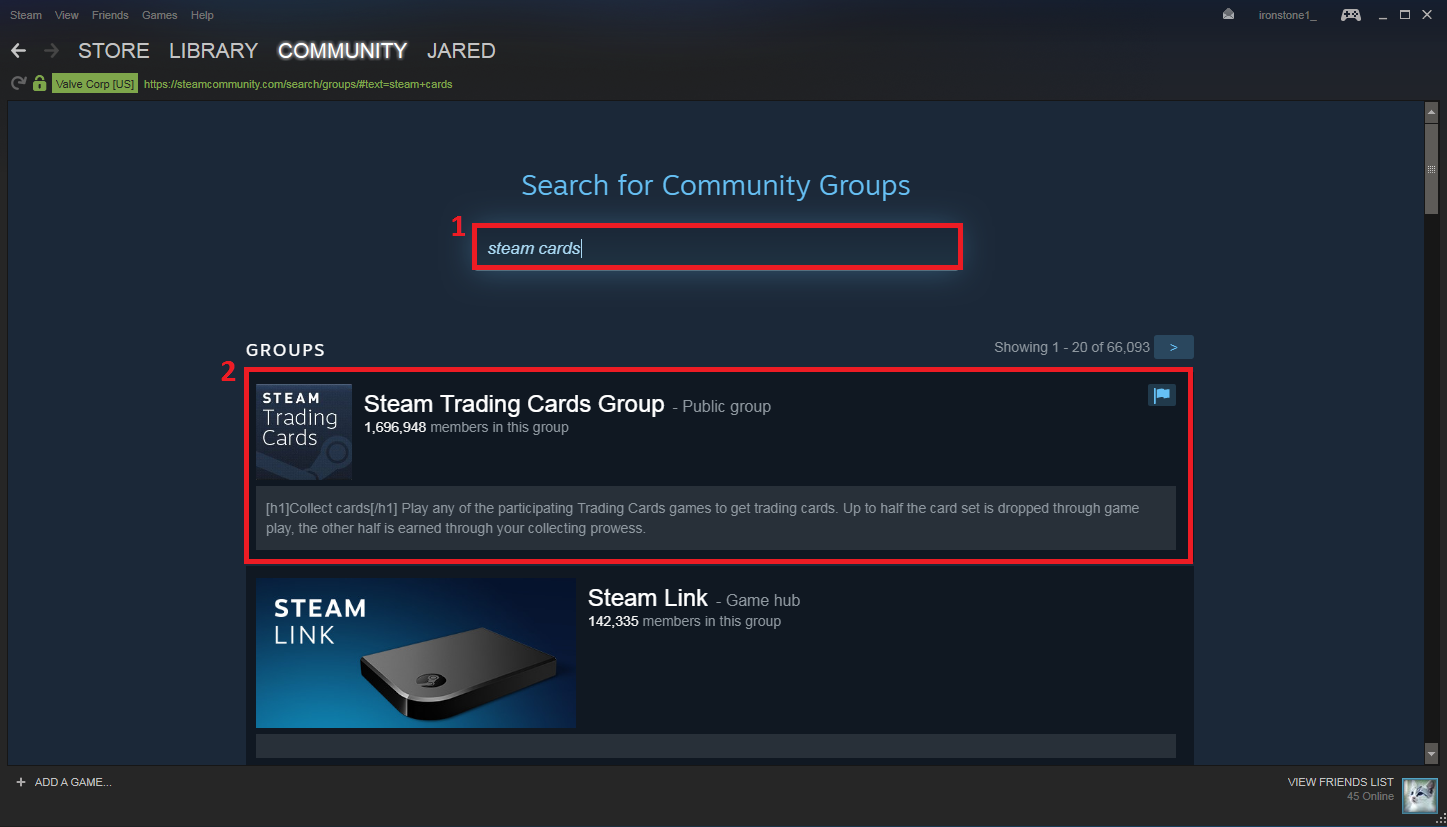 Steam View Friends Games Help
ironstone1_
STORE LIBRARY COMMUNITY JARED
Valve Corp [US] https://steamcommunity.com/search/groups/#text=steam+cards
Search for Community Groups
1
steam cards
GROUPS
Showing 1 - 20 of 66,093 >
2
STEAM
Trading
Cards
Steam Trading Cards Group - Public group
1,696,948 members in this group
[h1]Collect cards[/h1] Play any of the participating Trading Cards games to get trading cards. Up to half the card set is dropped through game
play, the other half is earned through your collecting prowess.
STEAM
LINK
Steam Link - Game hub
142,335 members in this group
+ ADD A GAME...
VIEW FRIENDS LIST
45 Online